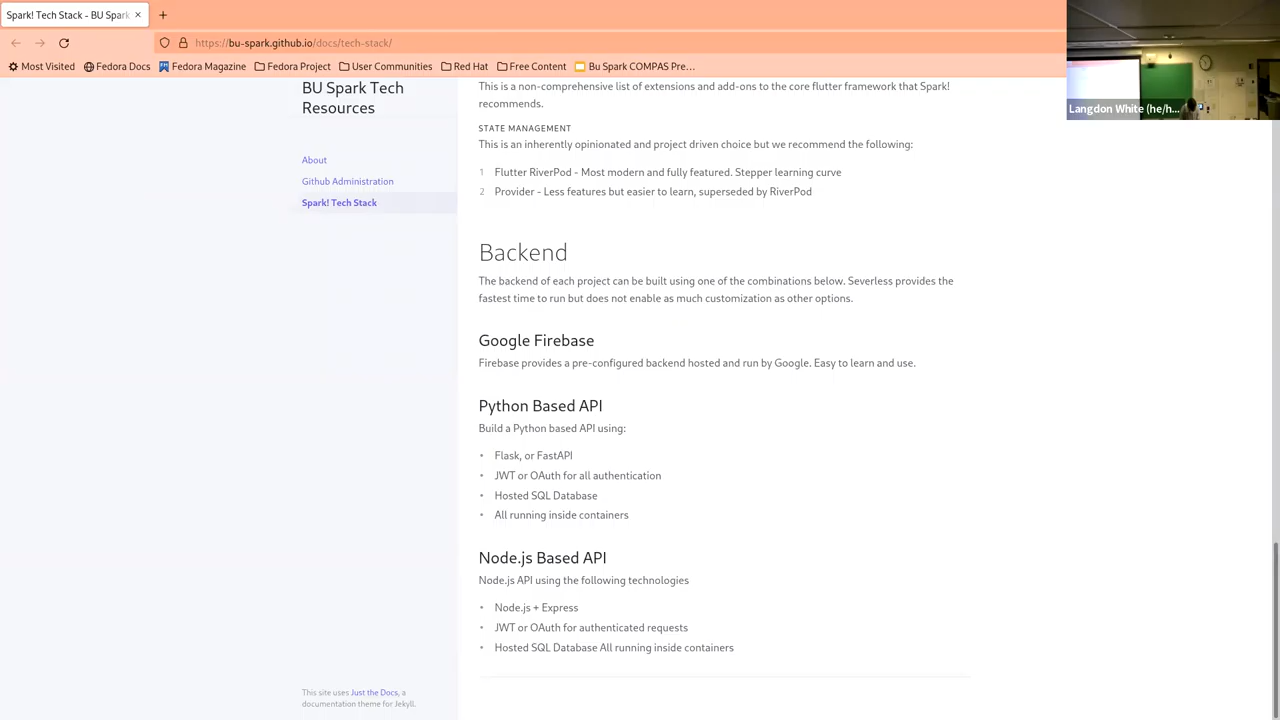 Spark! Tech Stack - BU Spark
https://bu-spark.github.io/docs/tech-stack/
Most Visited Fedora Docs Fedora Magazine Fedora Project User Communities Red Hat Free Content Bu Spark COMPAS Pre…
Langdon White (he/h...
BU Spark Tech
Resources
About
Github Administration
Spark! Tech Stack
This is a non-comprehensive list of extensions and add-ons to the core flutter framework that Spark!
recommends.
STATE MANAGEMENT
This is an inherently opinionated and project driven choice but we recommend the following:
1 Flutter RiverPod - Most modern and fully featured. Stepper learning curve
2 Provider - Less features but easier to learn, superseded by RiverPod
Backend
The backend of each project can be built using one of the combinations below. Severless provides the
fastest time to run but does not enable as much customization as other options.
Google Firebase
Firebase provides a pre-configured backend hosted and run by Google. Easy to learn and use.
Python Based API
Build a Python based API using:
• Flask, or FastAPI
• JWT or OAuth for all authentication
• Hosted SQL Database
• All running inside containers
Node.js Based API
Node.js API using the following technologies
• Node.js + Express
• JWT or OAuth for authenticated requests
• Hosted SQL Database All running inside containers
This site uses Just the Docs, a
documentation theme for Jekyll.